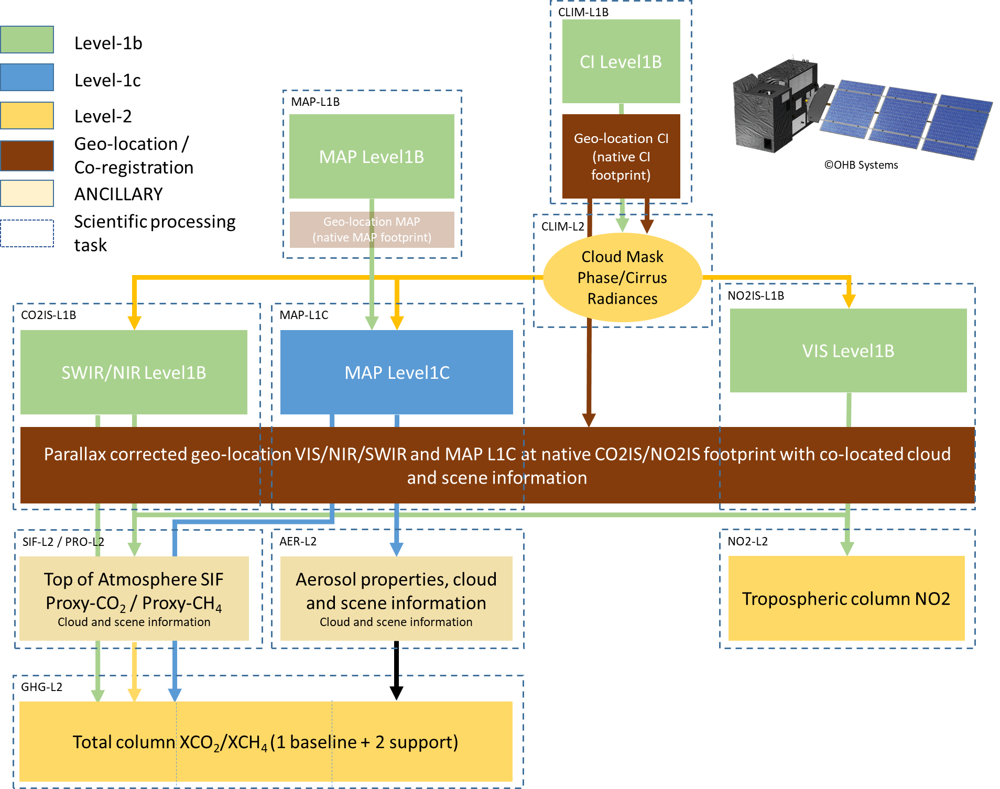 Level-1b
Level-1c
Level-2
Geo-location /
Co-registration
ANCILLARY
Scientific processing
task
MAP-L1B
MAP Level1B
Geo-location MAP
(native MAP footprint)
CLIM-L1B
CI Level1B
Geo-location CI
(native CI
footprint)
©OHB Systems
CLIM-L2
Cloud Mask
Phase/Cirrus
Radiances
CO2IS-L1B
SWIR/NIR Level1B
MAP-L1C
MAP Level1C
NO2IS-L1B
VIS Level1B
Parallax corrected geo-location VIS/NIR/SWIR and MAP L1C at native CO2IS/NO2IS footprint with co-located cloud
and scene information
SIF-L2 / PRO-L2
Top of Atmosphere SIF
Proxy-CO₂ / Proxy-CH₄
Cloud and scene information
AER-L2
Aerosol properties, cloud
and scene information
Cloud and scene information
NO2-L2
Tropospheric column NO2
GHG-L2
Total column XCO₂/XCH₄ (1 baseline + 2 support)